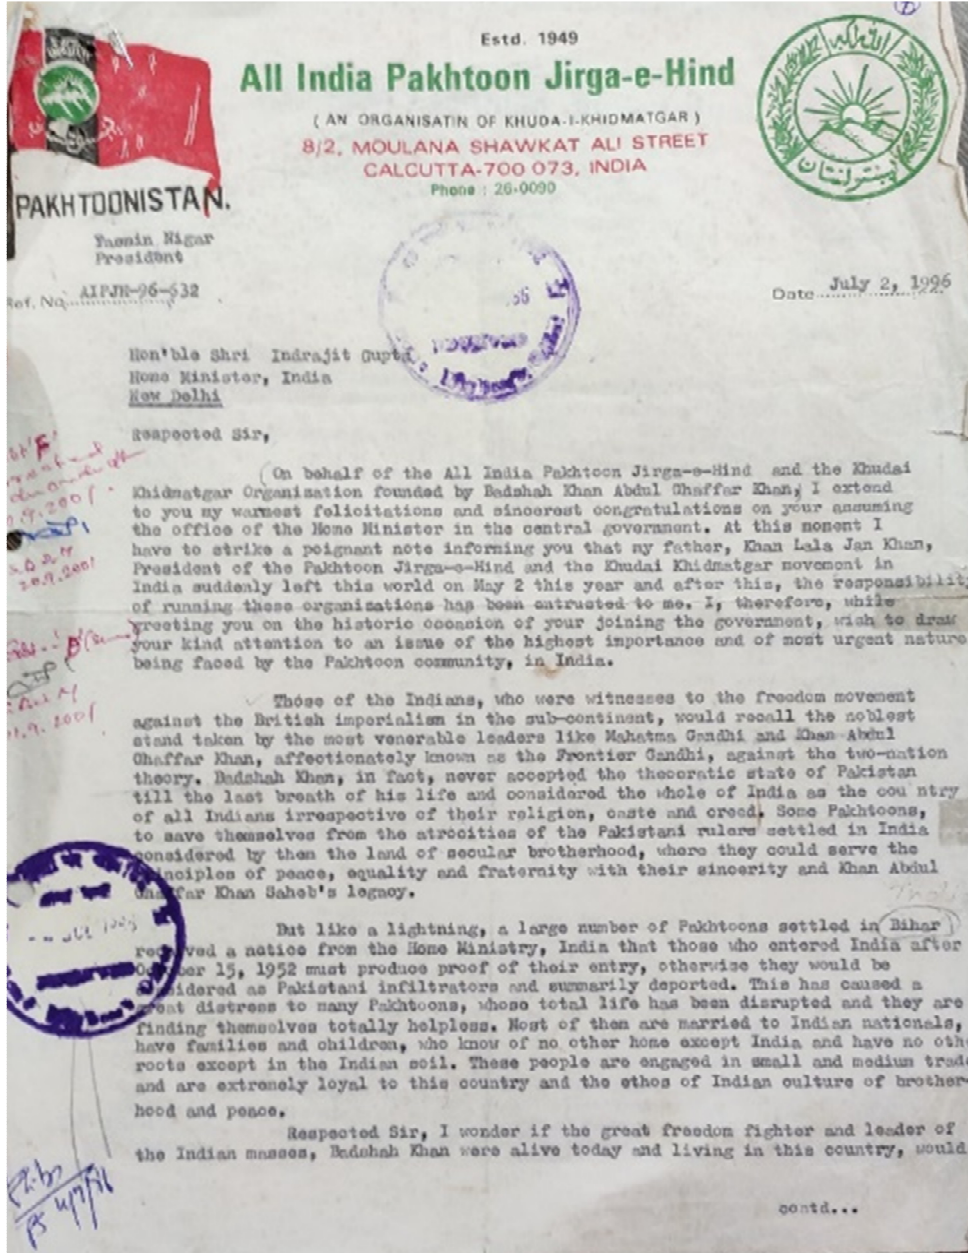 Estd. 1949
All India Pakhtoon Jirga-e-Hind
( AN ORGANISATIN OF KHUDA-I-KHIDMATGAR )
8/2, MOULANA SHAWKAT ALI STREET
CALCUTTA-700 073, INDIA
Phone : 26-0090
PAKHTOONISTAN.
Yasmin Nigar
President
Ref. No. AIPJH-96-632
Date July 2, 1996
Hon'ble Shri Indrajit Gupta
Home Minister, India
New Delhi
Respected Sir,
(On behalf of the All India Pakhtoon Jirga-e-Hind and the Khudai
Khidmatgar Organisation founded by Badshah Khan Abdul Ghaffar Khan, I extend
to you my warmest felicitations and sincerest congratulations on your assuming
the office of the Home Minister in the central government. At this moment I
have to strike a poignant note informing you that my father, Khan Lala Jan Khan,
President of the Pakhtoon Jirga-e-Hind and the Khudai Khidmatgar movement in
India suddenly left this world on May 2 this year and after this, the responsibilit
of running these organisations has been entrusted to me. I, therefore, while
greeting you on the historic occasion of your joining the government, wish to draw
your kind attention to an issue of the highest importance and of most urgent nature
being faced by the Pakhtoon community, in India.
Those of the Indians, who were witnesses to the freedom movement
against the British imperialism in the sub-continent, would recall the noblest
stand taken by the most venerable leaders like Mahatma Gandhi and Khan Abdul
Ghaffar Khan, affectionately known as the Frontier Gandhi, against the two-nation
theory. Badshah Khan, in fact, never accepted the theocratic state of Pakistan
till the last breath of his life and considered the whole of India as the cou ntry
of all Indians irrespective of their religion, caste and creed. Some Pakhtoons,
to save themselves from the atrocities of the Pakistani rulers settled in India
considered by them the land of secular brotherhood, where they could serve the
principles of peace, equality and fraternity with their sincerity and Khan Abdul
Ghaffar Khan Saheb's legacy.
But like a lightning, a large number of Pakhtoons settled in Bihar
received a notice from the Home Ministry, India that those who entered India after
October 15, 1952 must produce proof of their entry, otherwise they would be
considered as Pakistani infiltrators and summarily deported. This has caused a
great distress to many Pakhtoons, whose total life has been disrupted and they are
finding themselves totally helpless. Most of them are married to Indian nationals,
have families and children, who know of no other home except India and have no oth
roots except in the Indian soil. These people are engaged in small and medium trad
and are extremely loyal to this country and the ethos of Indian culture of brother
hood and peace.
Respected Sir, I wonder if the great freedom fighter and leader of
the Indian masses, Badshah Khan were alive today and living in this country, would
contd...